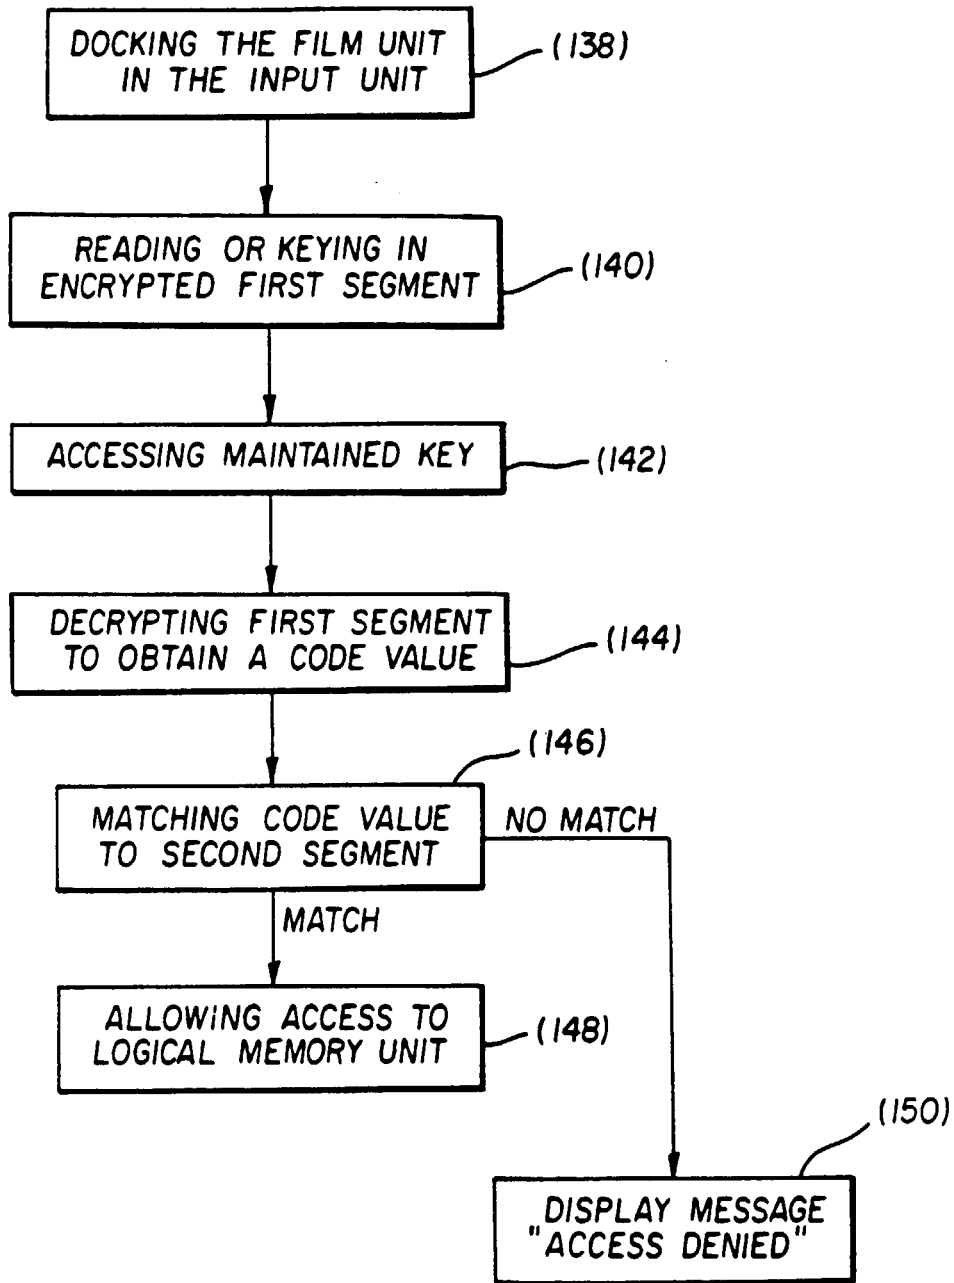 DOCKING THE FILM UNIT
IN THE INPUT UNIT
(138)
READING OR KEYING IN
ENCRYPTED FIRST SEGMENT
(140)
ACCESSING MAINTAINED KEY
(142)
DECRYPTING FIRST SEGMENT
TO OBTAIN A CODE VALUE
(144)
(146)
MATCHING CODE VALUE
TO SECOND SEGMENT
NO MATCH
MATCH
ALLOWING ACCESS TO
LOGICAL MEMORY UNIT
(148)
(150)
DISPLAY MESSAGE
"ACCESS DENIED"